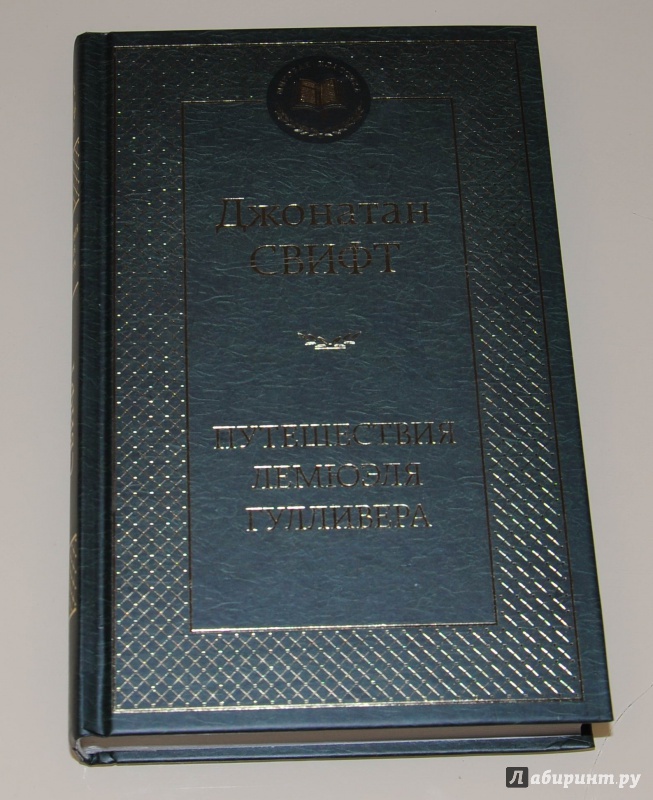 Джонатан
СВИФТ
ПУТЕШЕСТВИЯ
ЛЕМЮЭЛЯ
ГУЛЛИВЕРА
Лабиринт.ру